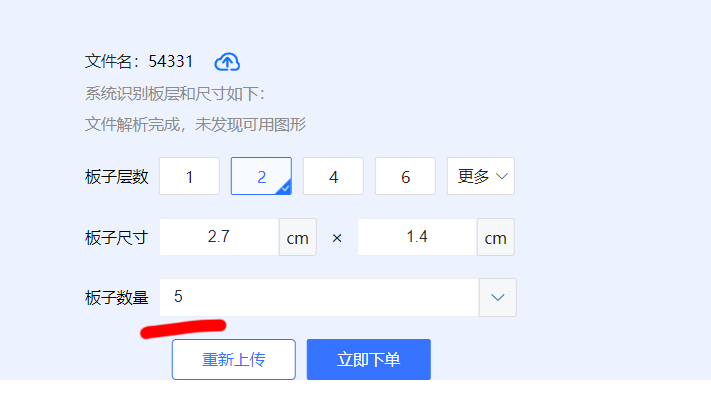 文件名：54331
系统识别板层和尺寸如下：
文件解析完成，未发现可用图形
板子层数 1 2 4 6 更多
板子尺寸 2.7 cm × 1.4 cm
板子数量 5
重新上传 立即下单